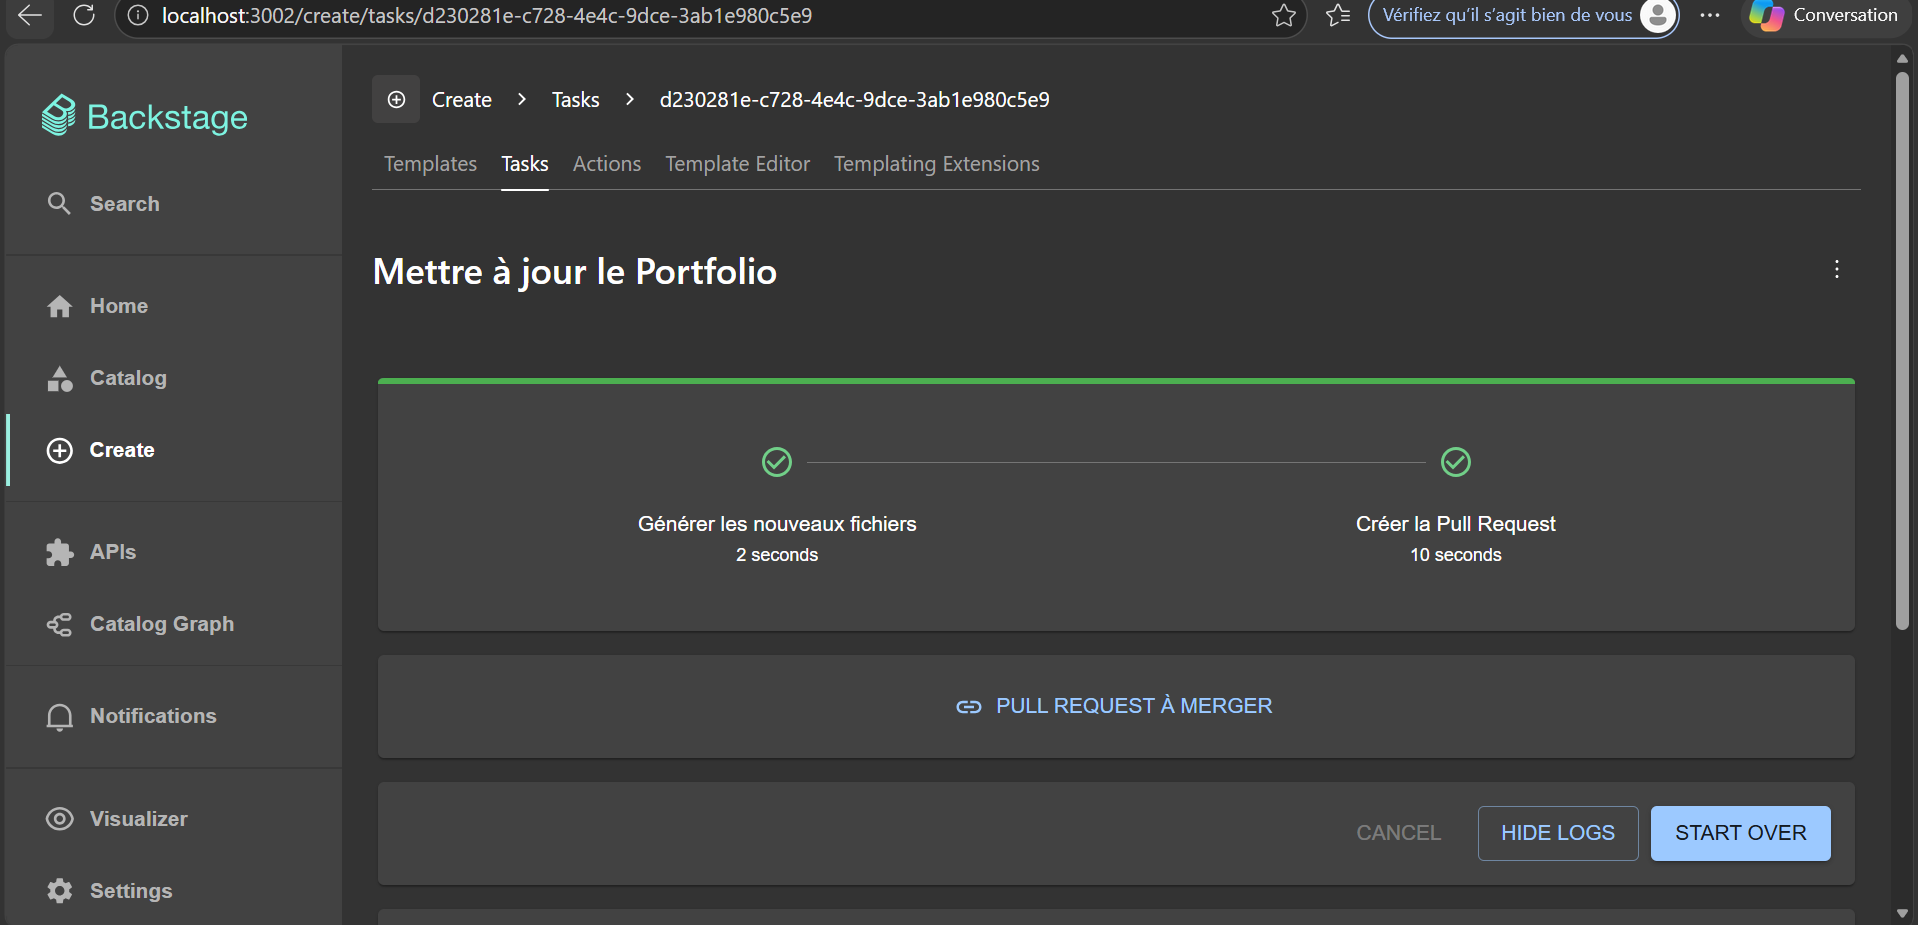 localhost:3002/create/tasks/d230281e-c728-4e4c-9dce-3ab1e980c5e9
Vérifiez qu'il s'agit bien de vous
Conversation
Backstage
Search
Home
Catalog
Create
APIs
Catalog Graph
Notifications
Visualizer
Settings
Create > Tasks > d230281e-c728-4e4c-9dce-3ab1e980c5e9
Templates Tasks Actions Template Editor Templating Extensions
Mettre à jour le Portfolio
Générer les nouveaux fichiers
2 seconds
Créer la Pull Request
10 seconds
PULL REQUEST À MERGER
CANCEL HIDE LOGS START OVER